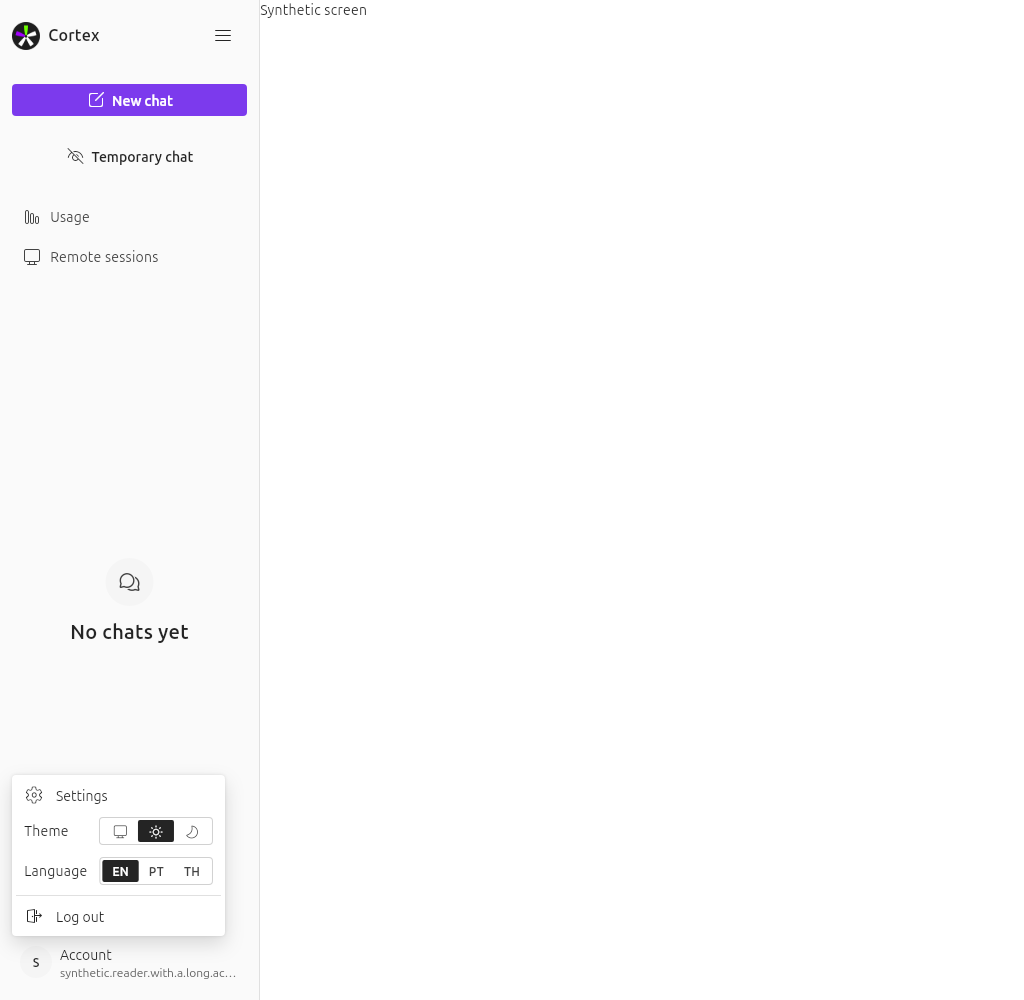 Cortex
Synthetic screen
New chat
Temporary chat
Usage
Remote sessions
No chats yet
Settings
Theme
Language EN PT TH
Log out
S
Account
synthetic.reader.with.a.long.ac…